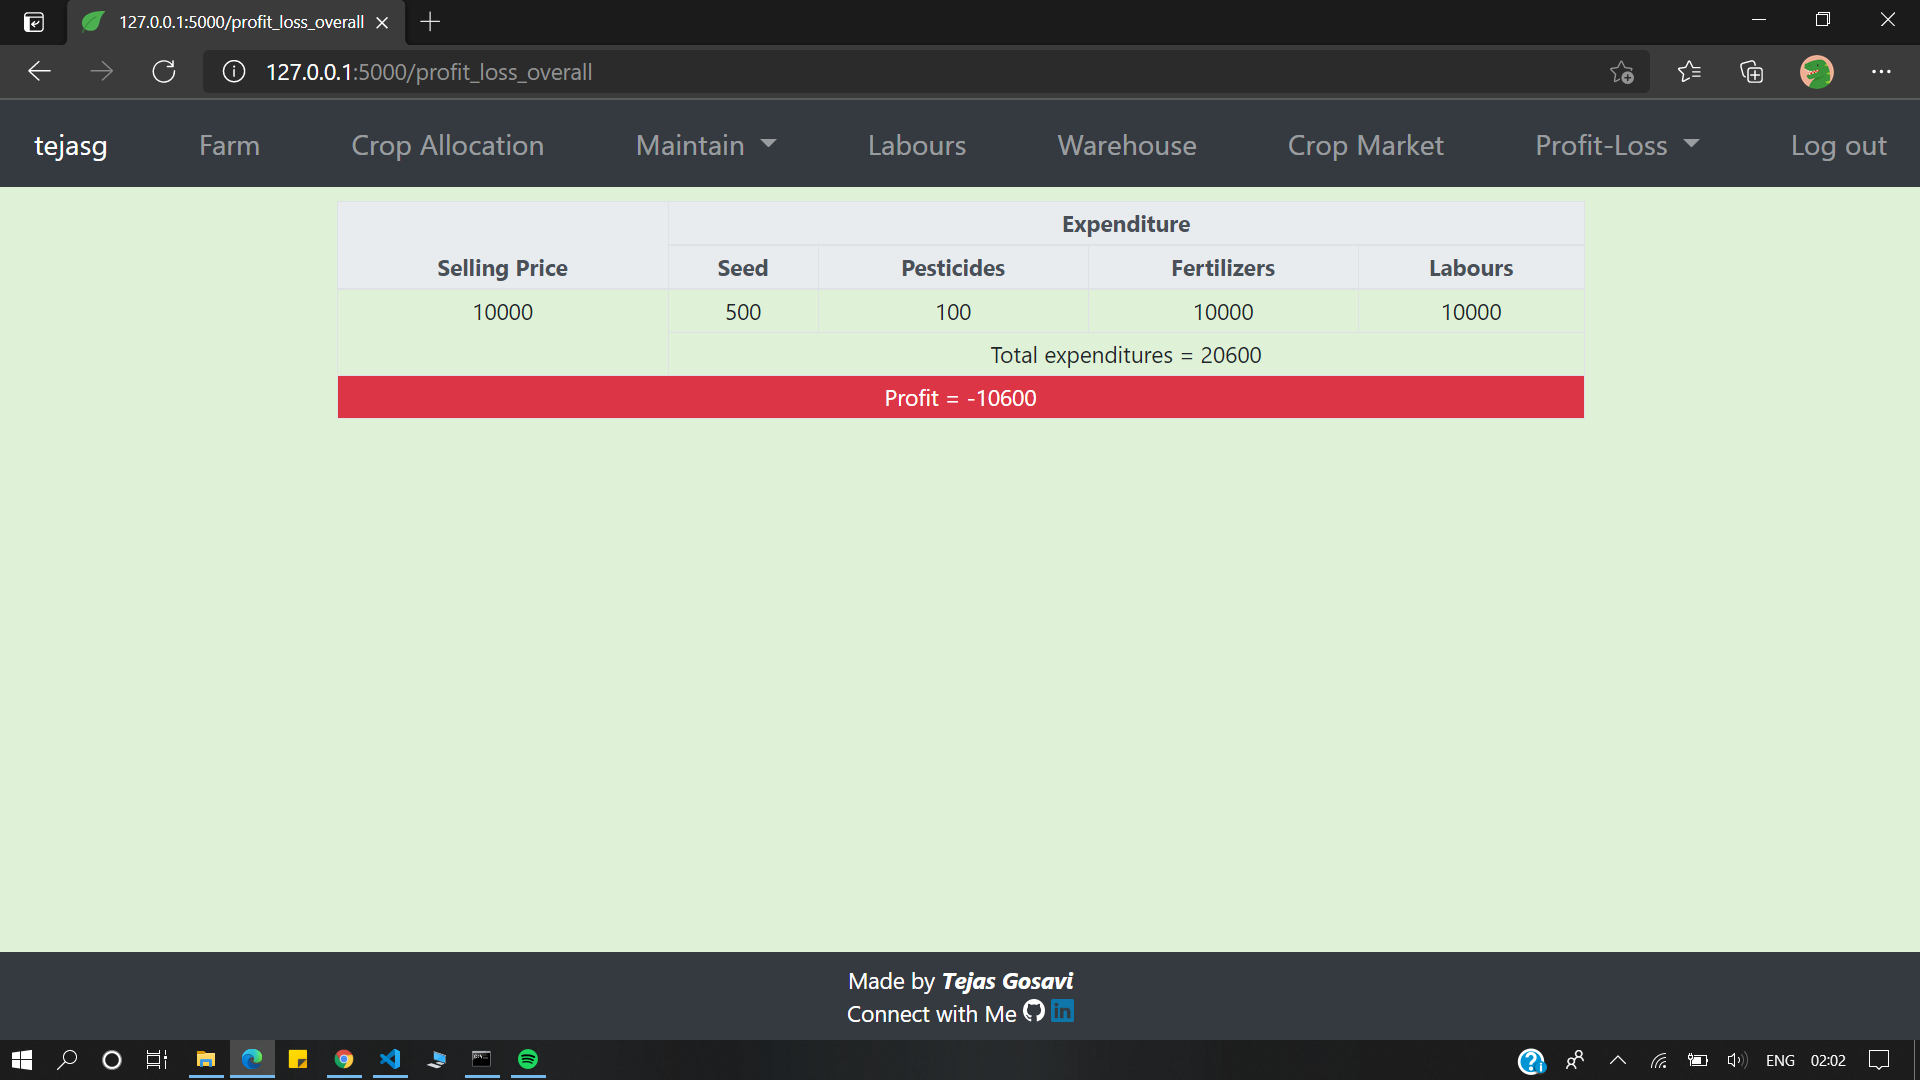 127.0.0.1:5000/profit_loss_overall
127.0.0.1:5000/profit_loss_overall
tejasg Farm Crop Allocation Maintain Labours Warehouse Crop Market Profit-Loss Log out
Expenditure
Selling Price Seed Pesticides Fertilizers Labours
10000 500 100 10000 10000
Total expenditures = 20600
Profit = -10600
Made by Tejas Gosavi
Connect with Me
ENG 02:02